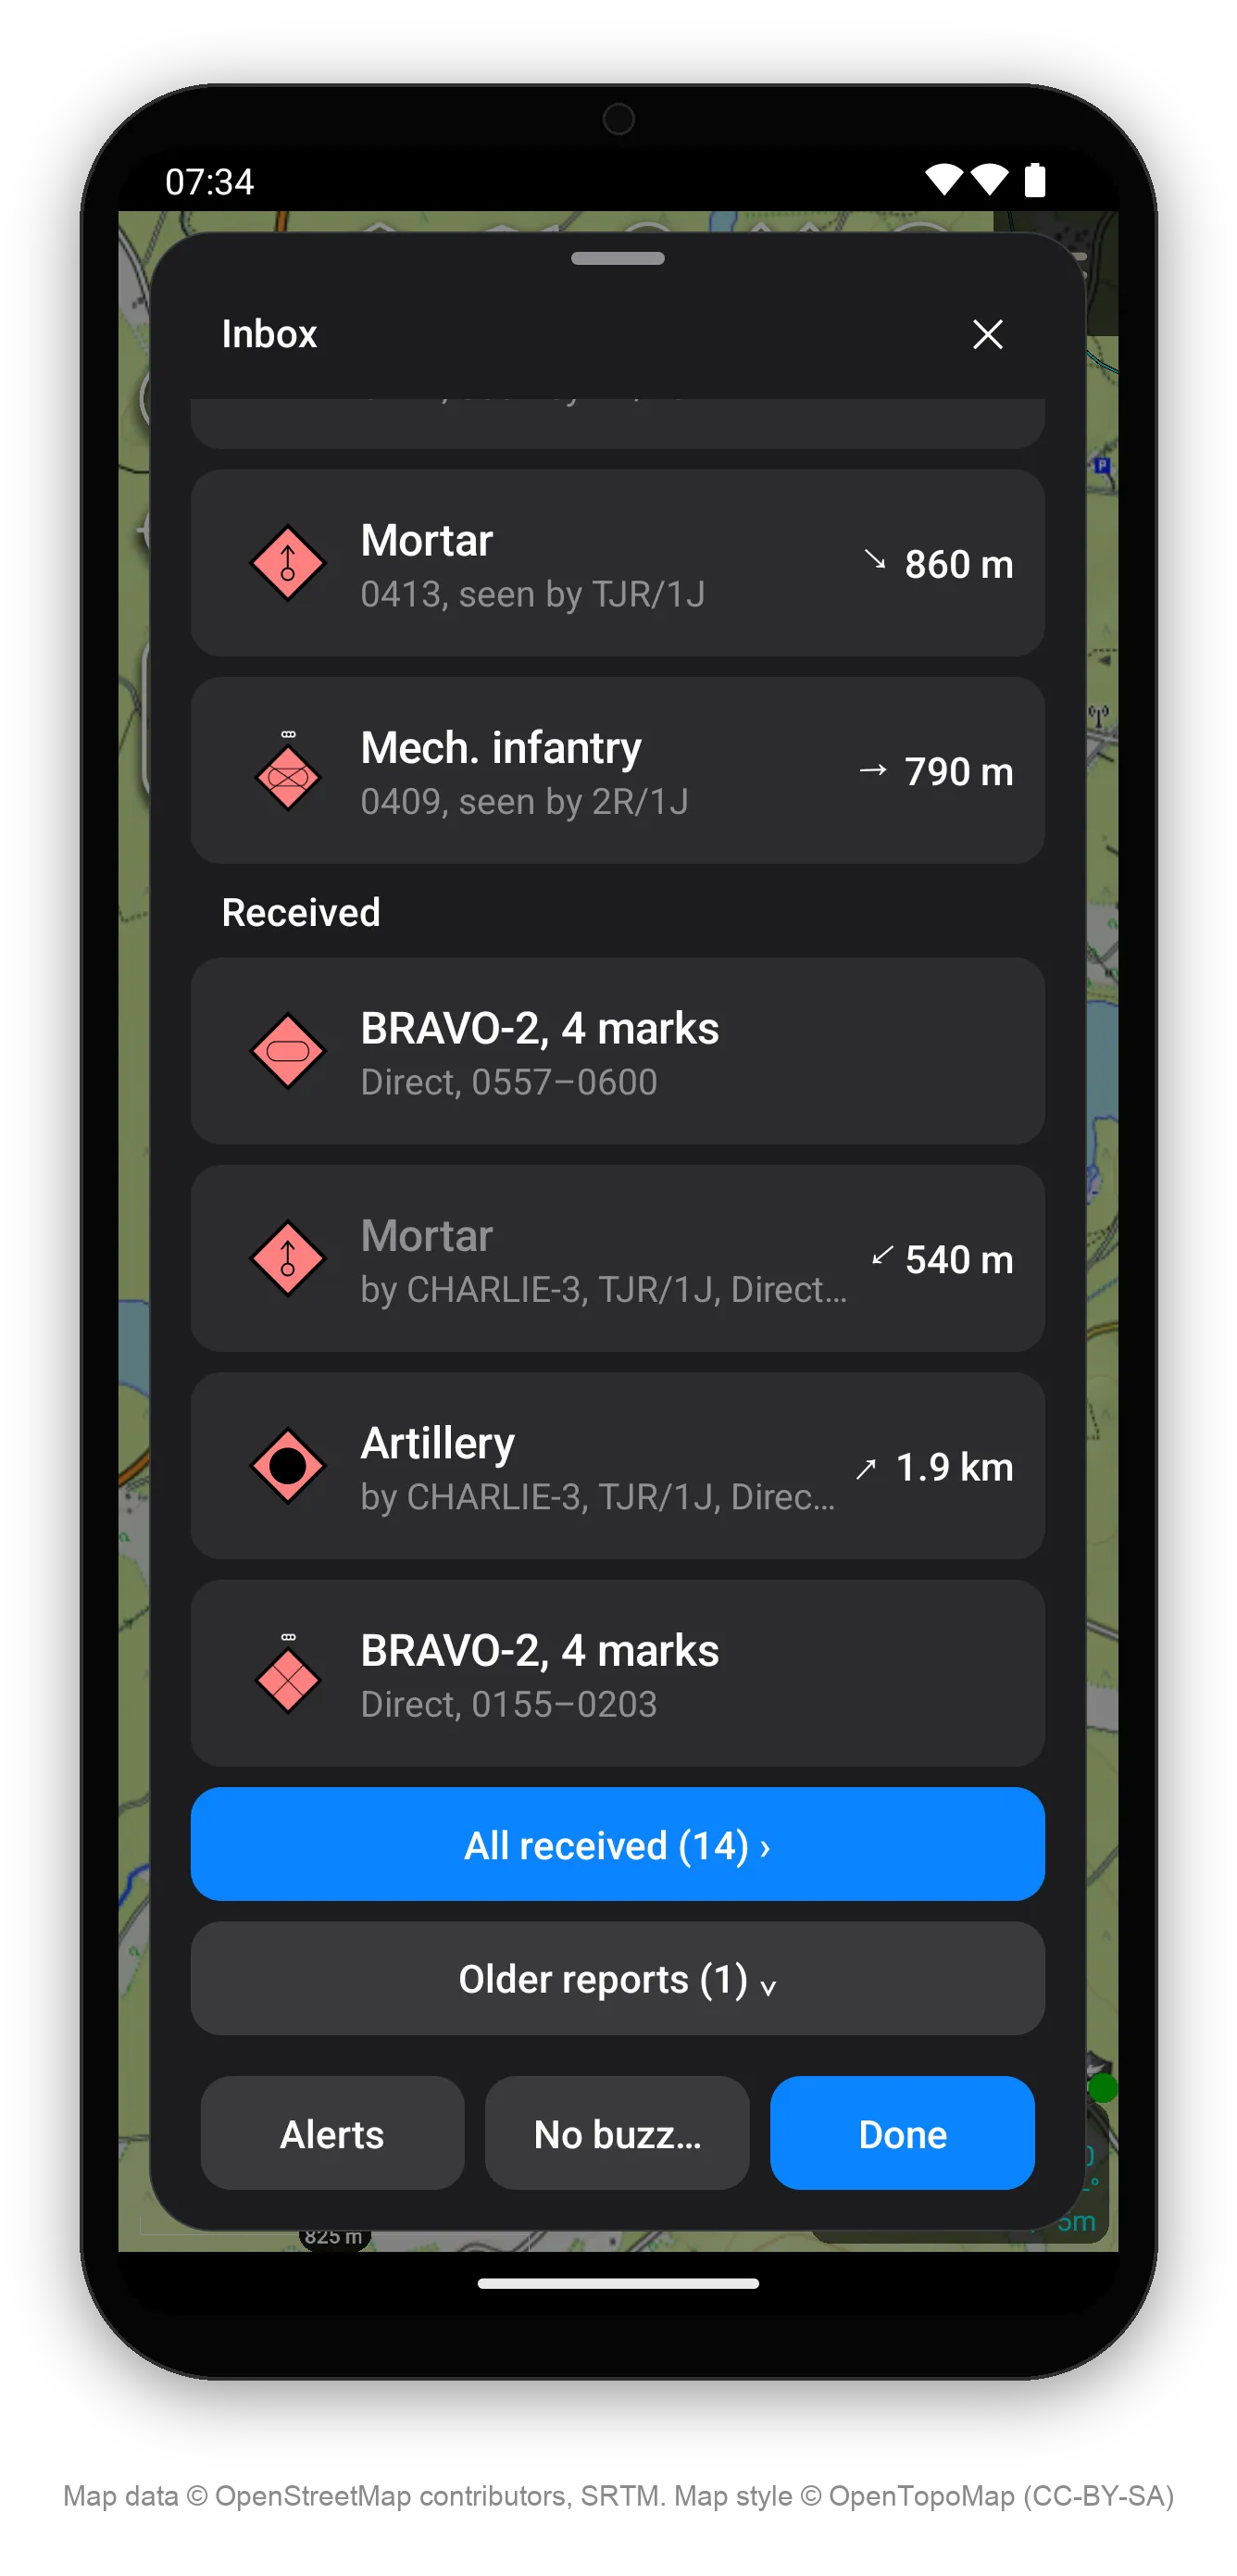 07:34
Inbox
Mortar
0413, seen by TJR/1J
↘ 860 m
Mech. infantry
0409, seen by 2R/1J
→ 790 m
Received
BRAVO-2, 4 marks
Direct, 0557–0600
Mortar
by CHARLIE-3, TJR/1J, Direct…
↙ 540 m
Artillery
by CHARLIE-3, TJR/1J, Direc…
↗ 1.9 km
BRAVO-2, 4 marks
Direct, 0155–0203
All received (14) ›
Older reports (1) ˅
Alerts
No buzz…
Done
825 m
5m
P
Map data © OpenStreetMap contributors, SRTM. Map style © OpenTopoMap (CC-BY-SA)